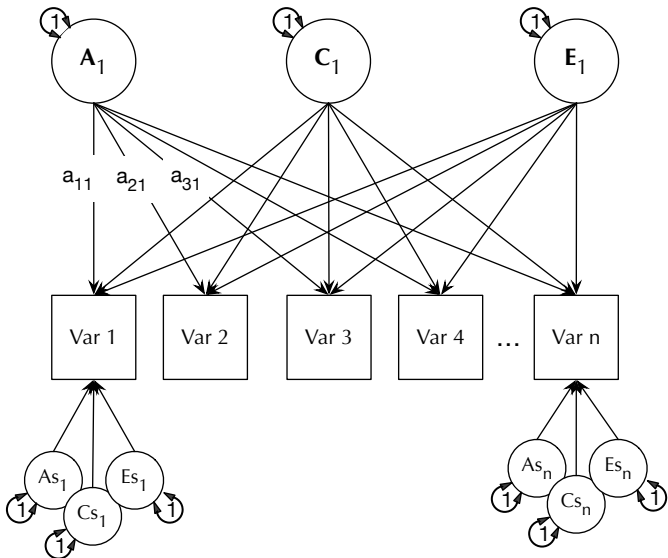 1 1 1
A1 C1 E1
a11 a21 a31
Var 1 Var 2 Var 3 Var 4 ... Var n
As1 Es1 Asn Esn
Cs1 Csn
1 1 1 1
1 1